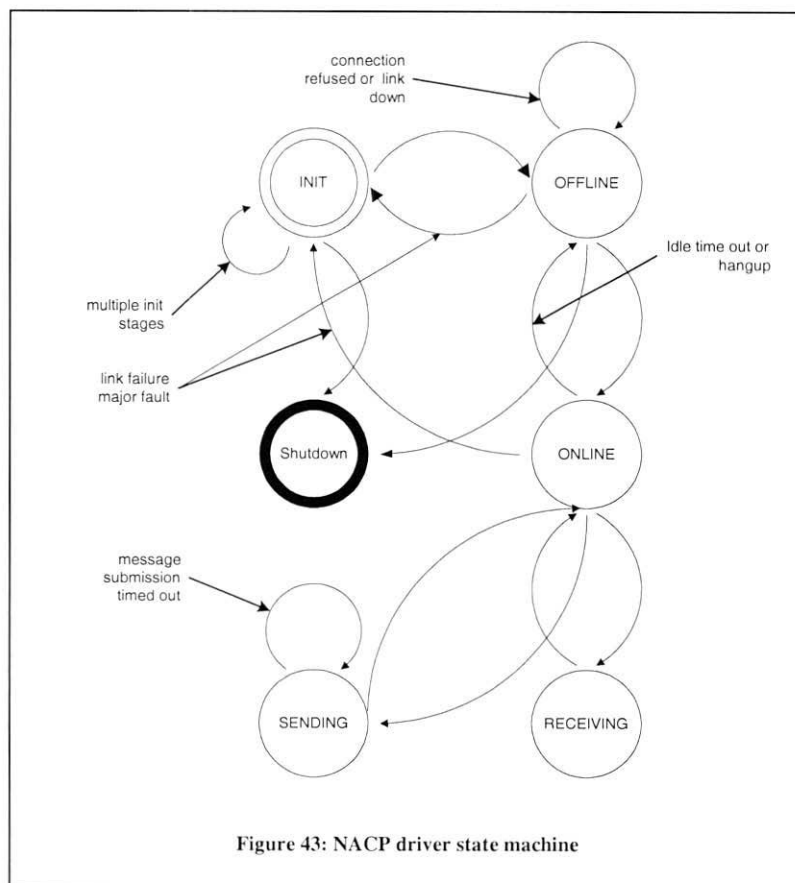 connection
refused or link
down
INIT
OFFLINE
Idle time out or
hangup
multiple init
stages
link failure
major fault
Shutdown
ONLINE
message
submission
timed out
SENDING
RECEIVING
Figure 43: NACP driver state machine